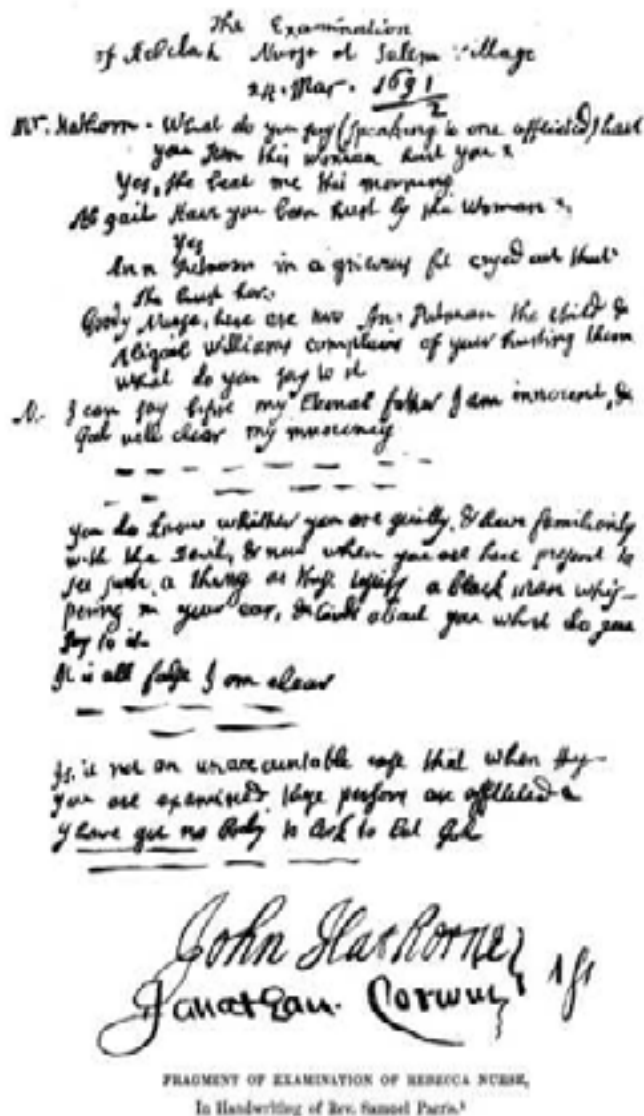 The Examination
of Rebekah Nurse of Salem Village
24. Mar. 1691
2
Mr. Hathorn. What do you say (speaking to one afflicted) have
you seen this woman hurt you?
Yes, she beat me this morning
Abigail Have you been hurt by this Woman?
Yes
Ann Putnam in a grievous fit cryed out that
she hurt her.
Goody Nurse, here are two An: Putnam the child &
Abigail Williams complains of your hurting them
What do you say to it
N. I can say before my Eternal father I am innocent, &
God will clear my innocency
You do know whither you are guilty, & have familiarity
with the Devil, & now when you are here present to
see such a thing as these testify a black man whis-
pering in your ear, & birds about you what do you
say to it
It is all false I am clear
Is it not an unaccountable case that when
you are examined these persons are afflicted?
I have got no Body to look to but God
John Hathorne
Jonathan Corwin
FRAGMENT OF EXAMINATION OF REBECCA NURSE,
In Handwriting of Rev. Samuel Parris.